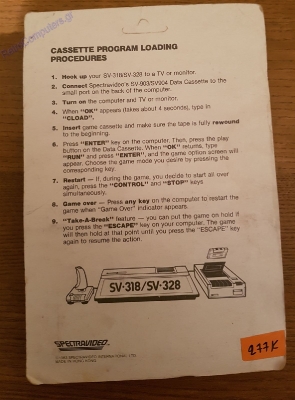 CASSETTE PROGRAM LOADING
PROCEDURES
1. Hook up your SV-318/SV-328 to a TV or monitor.
2. Connect Spectravideo's SV-903/SV904 Data Cassette to the
small port on the back of the computer.
3. Turn on the computer and TV or monitor.
4. When "OK" appears (takes about 4 seconds), type in
"CLOAD".
5. Insert game cassette and make sure the tape is fully rewound
to the beginning.
6. Press "ENTER" key on the computer. Then, press the play
button on the Data Cassette. When "OK" returns, type
"RUN" and press "ENTER", and the game option screen will
appear. Choose the game mode you desire by pressing the
corresponding key.
7. Restart — If, during the game, you decide to start all over
again, press the "CONTROL" and "STOP" keys
simultaneously.
8. Game over — Press any key on the computer to restart the
game when "Game Over" indicator appears.
9. "Take-A-Break" feature — you can put the game on hold if
you press the "ESCAPE" key on your computer. The game
will then hold at that point until you press the "ESCAPE" key
again to resume the action.
SV-318/SV-328
SPECTRAVIDEO
277K